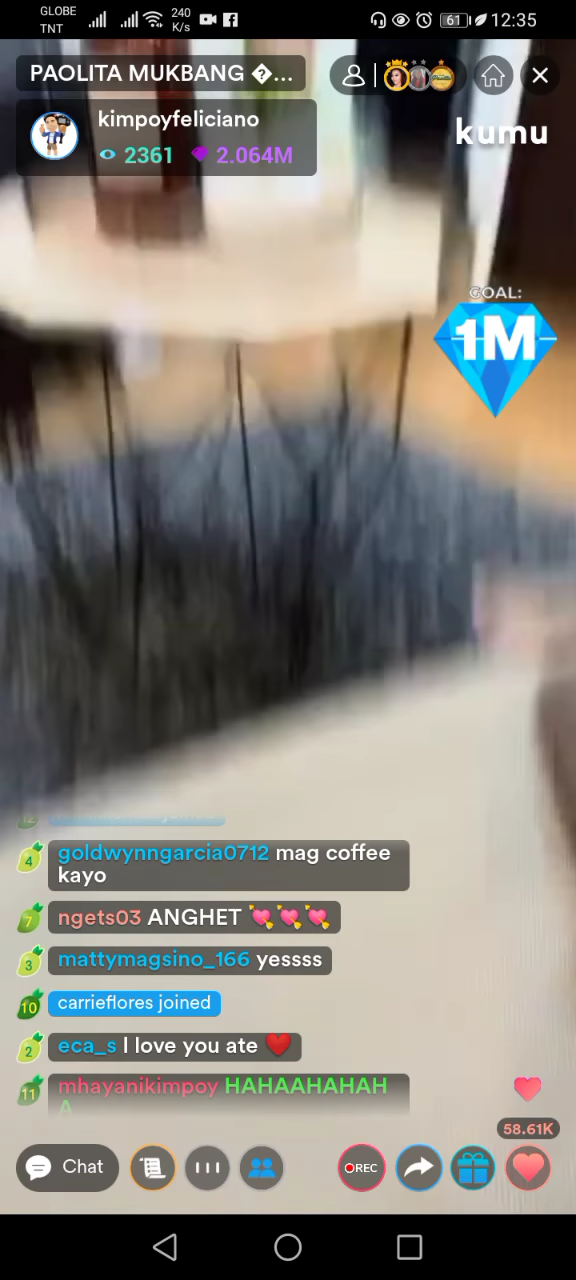 GLOBE
TNT
240
K/s
61
12:35
PAOLITA MUKBANG �...
kimpoyfeliciano
2361
2.064M
kumu
GOAL:
1M
12
4 goldwynngarcia0712 mag coffee
kayo
7 ngets03 ANGHET 💘💘💘
3 mattymagsino_166 yessss
10 carrieflores joined
2 eca_s I love you ate ❤️
11 mhayanikimpoy HAHAAHAHAH
A
58.61K
Chat
REC